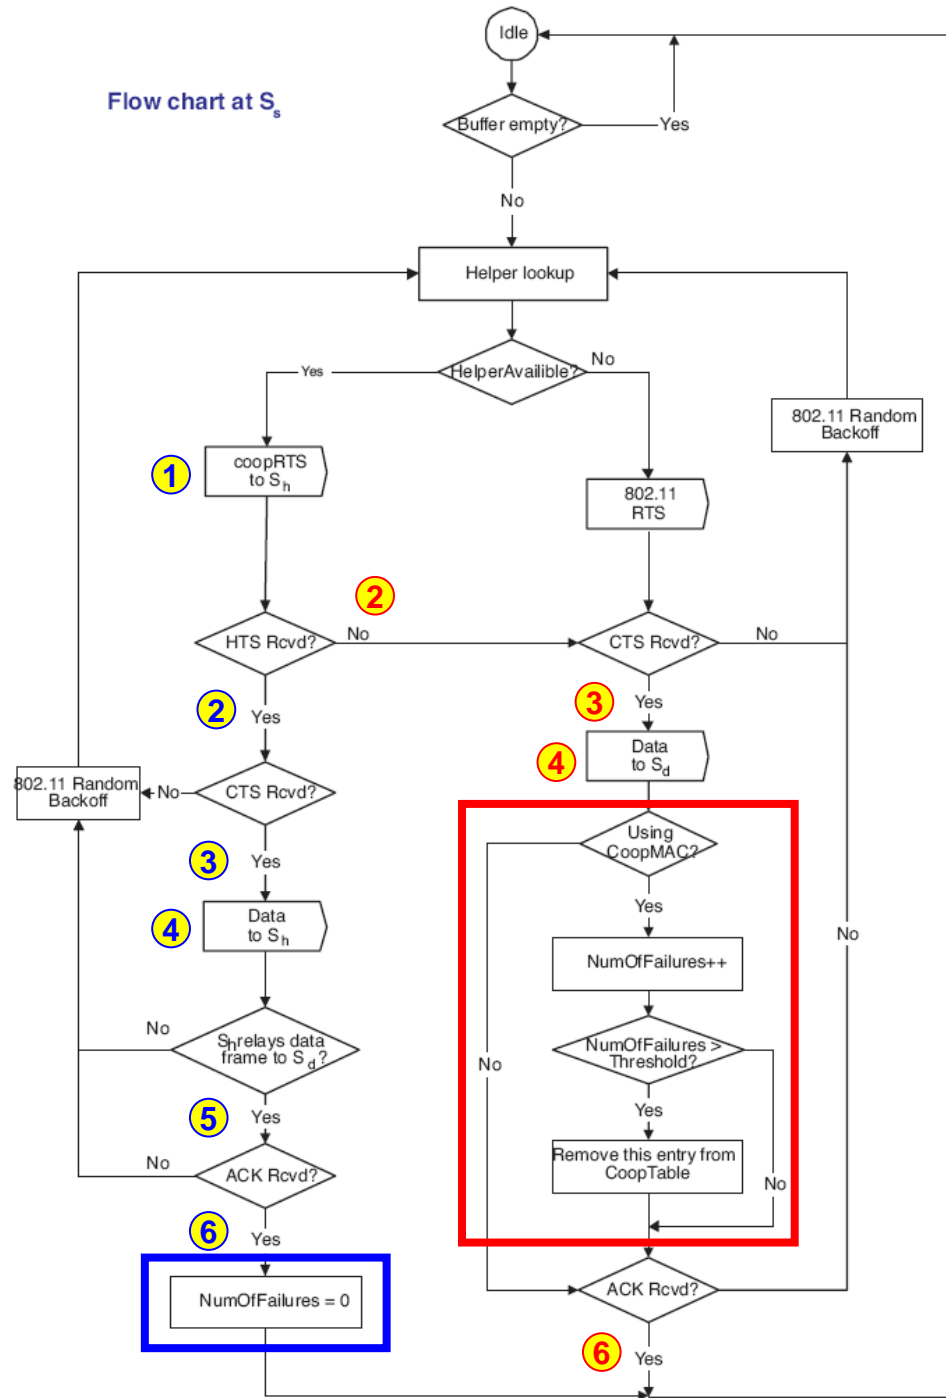 Idle
Flow chart at Ss
Buffer empty?
Yes
No
Helper lookup
HelperAvailible?
Yes
No
802.11 Random
Backoff
1
coopRTS
to Sh
802.11
RTS
2
HTS Rcvd?
No
CTS Rcvd?
No
2
Yes
3
Yes
802.11 Random
Backoff
No
CTS Rcvd?
4
Data
to Sd
3
Yes
Using
CoopMAC?
4
Data
to Sh
Yes
No
NumOfFailures++
No
Shrelays data
frame to Sd?
NumOfFailures >
Threshold?
No
5
Yes
Yes
No
ACK Rcvd?
Remove this entry from
CoopTable
No
6
Yes
NumOfFailures = 0
ACK Rcvd?
6
Yes